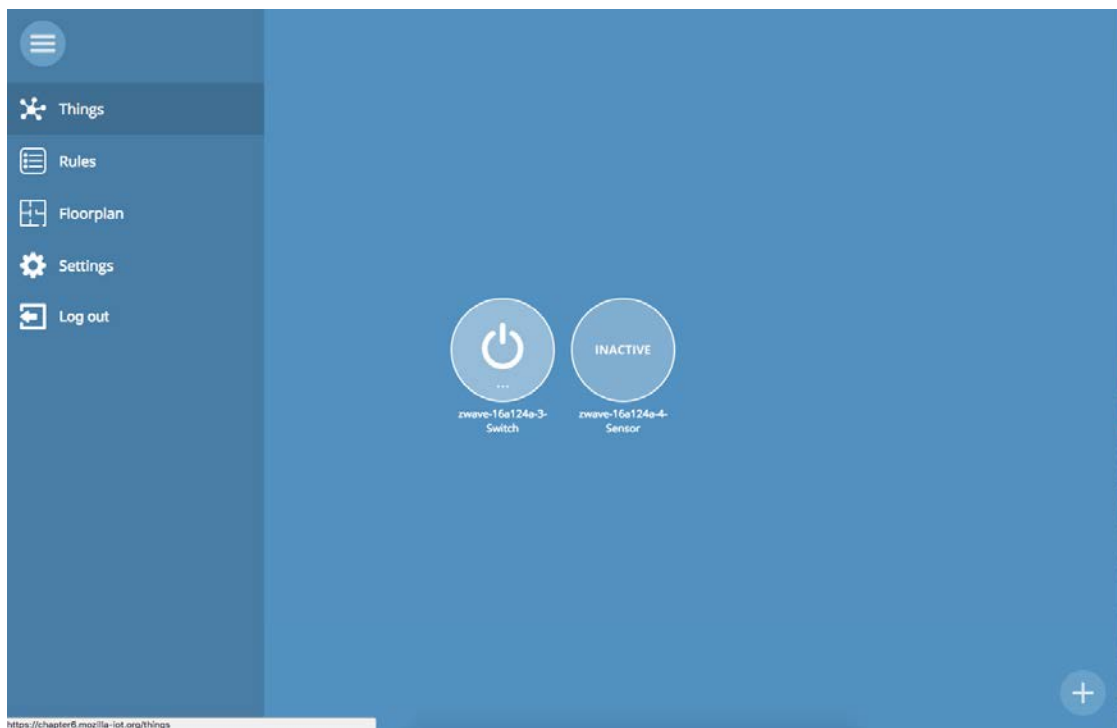 Things
Rules
Floorplan
Settings
Log out
...
INACTIVE
zwave-16a124a-3-
Switch
zwave-16a124a-4-
Sensor
https://chapter6.mozilla-iot.org/things